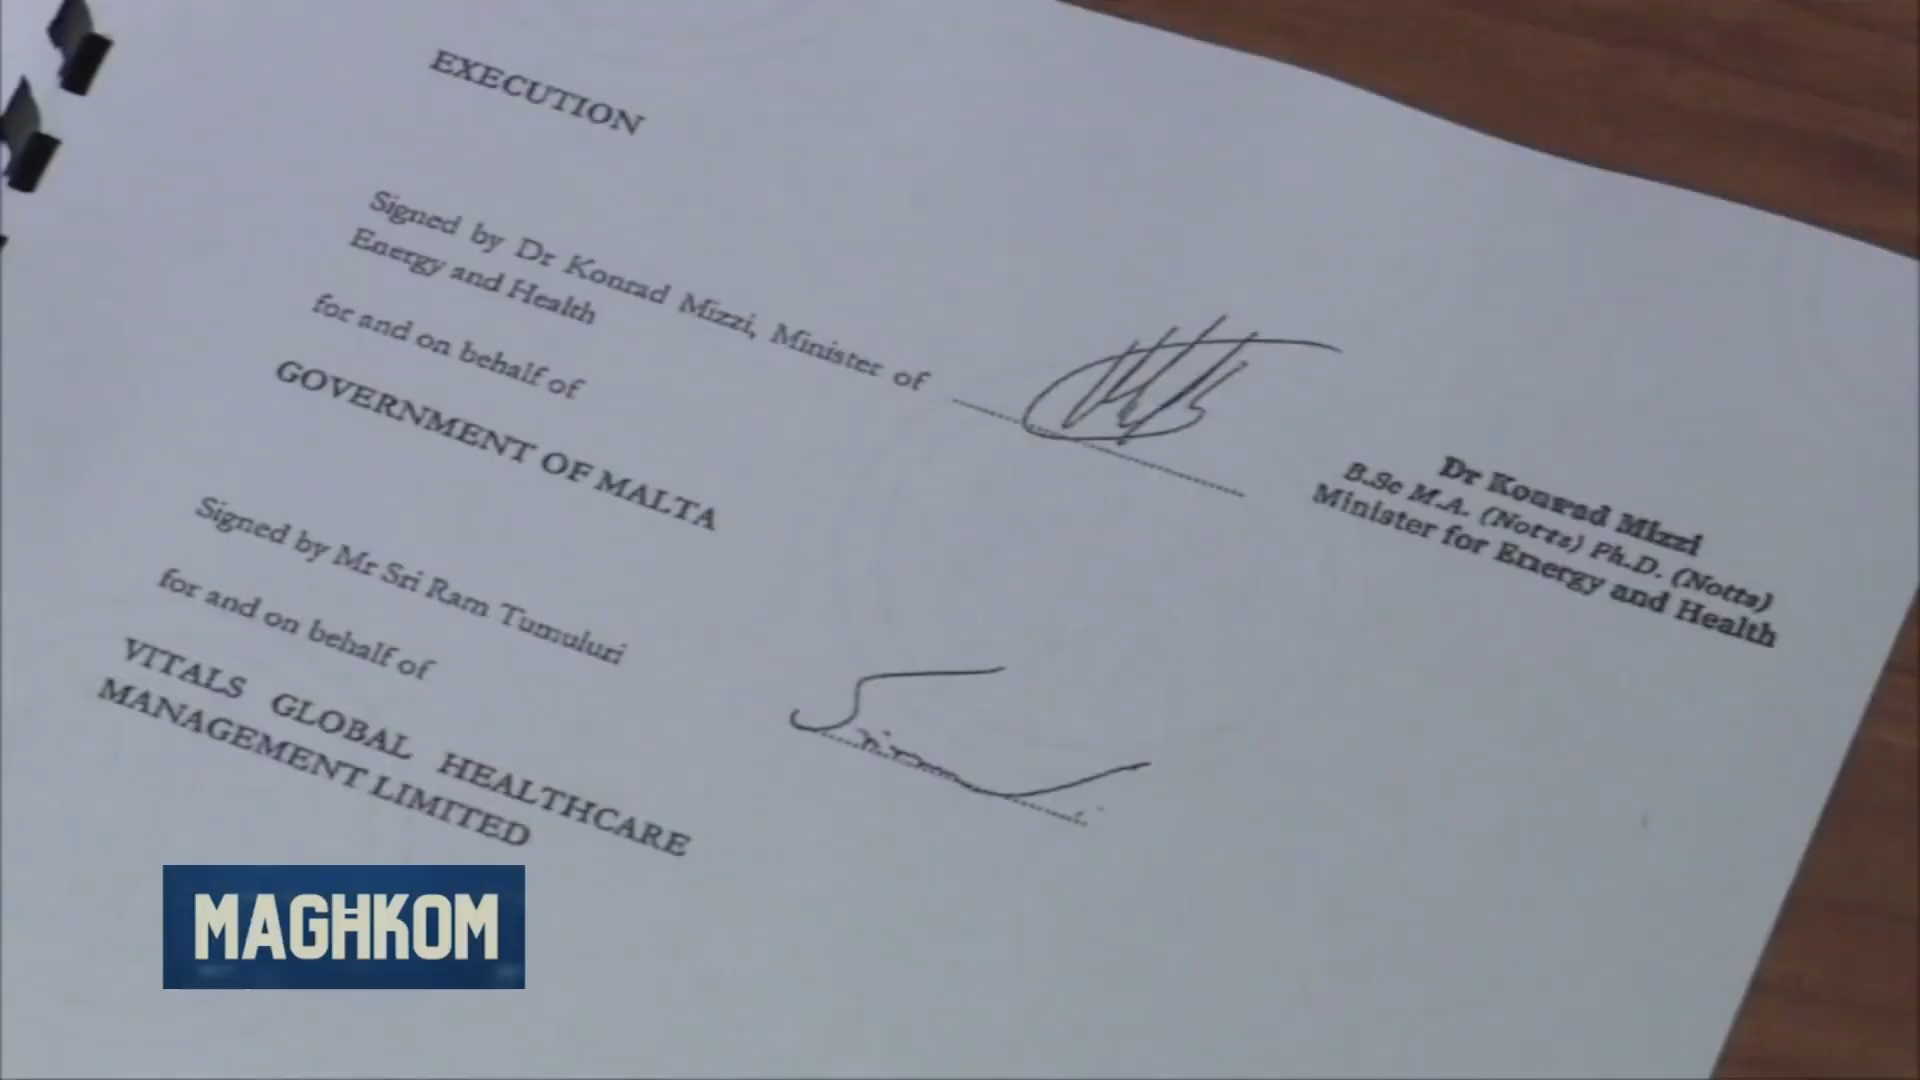 EXECUTION
Signed by Dr Konrad Mizzi, Minister of
Energy and Health
for and on behalf of
GOVERNMENT OF MALTA
Dr Konrad Mizzi
B.Sc M.A. (Notts) Ph.D. (Notts)
Minister for Energy and Health
Signed by Mr Sri Ram Tumuluri
for and on behalf of
VITALS GLOBAL HEALTHCARE
MANAGEMENT LIMITED
MAGĦKOM